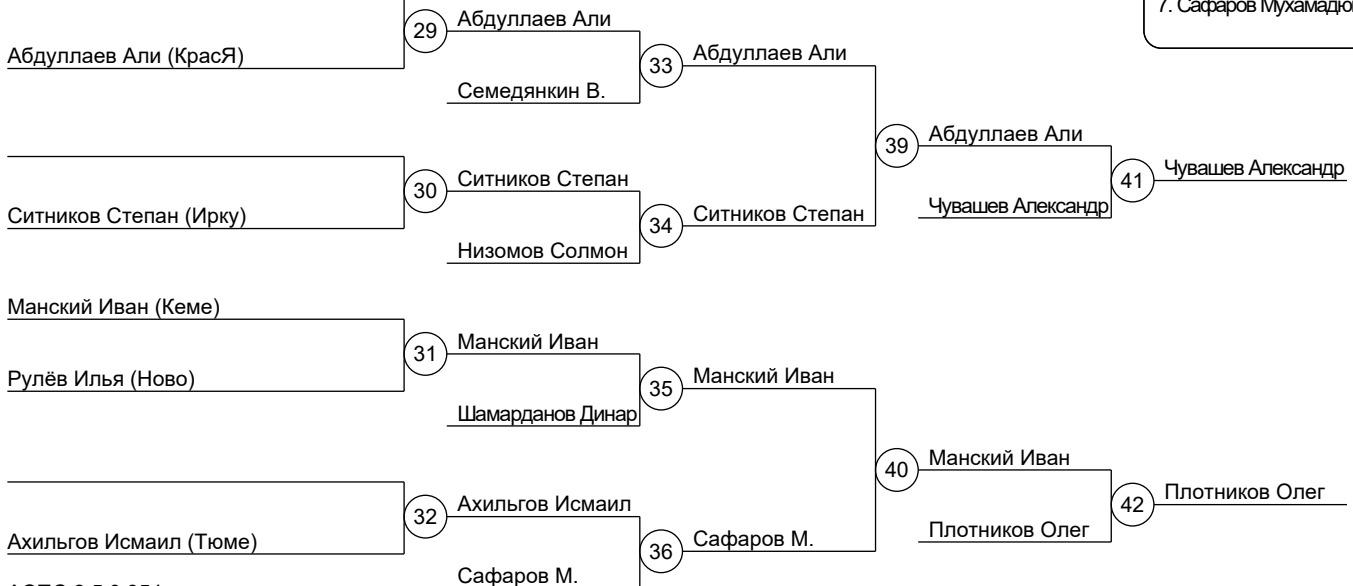 7. Сафаров
29
Абдуллаев Али
Абдуллаев Али (КрасЯ)
33
Абдуллаев Али
Семедянкин В.
39
Абдуллаев Али
Чувашев Александр
41
Чувашев Александр
30
Ситников Степан
Ситников Степан (Ирку)
34
Ситников Степан
Низомов Солмон
Манский Иван (Кеме)
31
Манский Иван
Рулёв Илья (Ново)
35
Манский Иван
Шамарданов Динар
40
Манский Иван
Плотников Олег
42
Плотников Олег
32
Ахильгов Исмаил
Ахильгов Исмаил (Тюме)
36
Сафаров М.
Сафаров М.